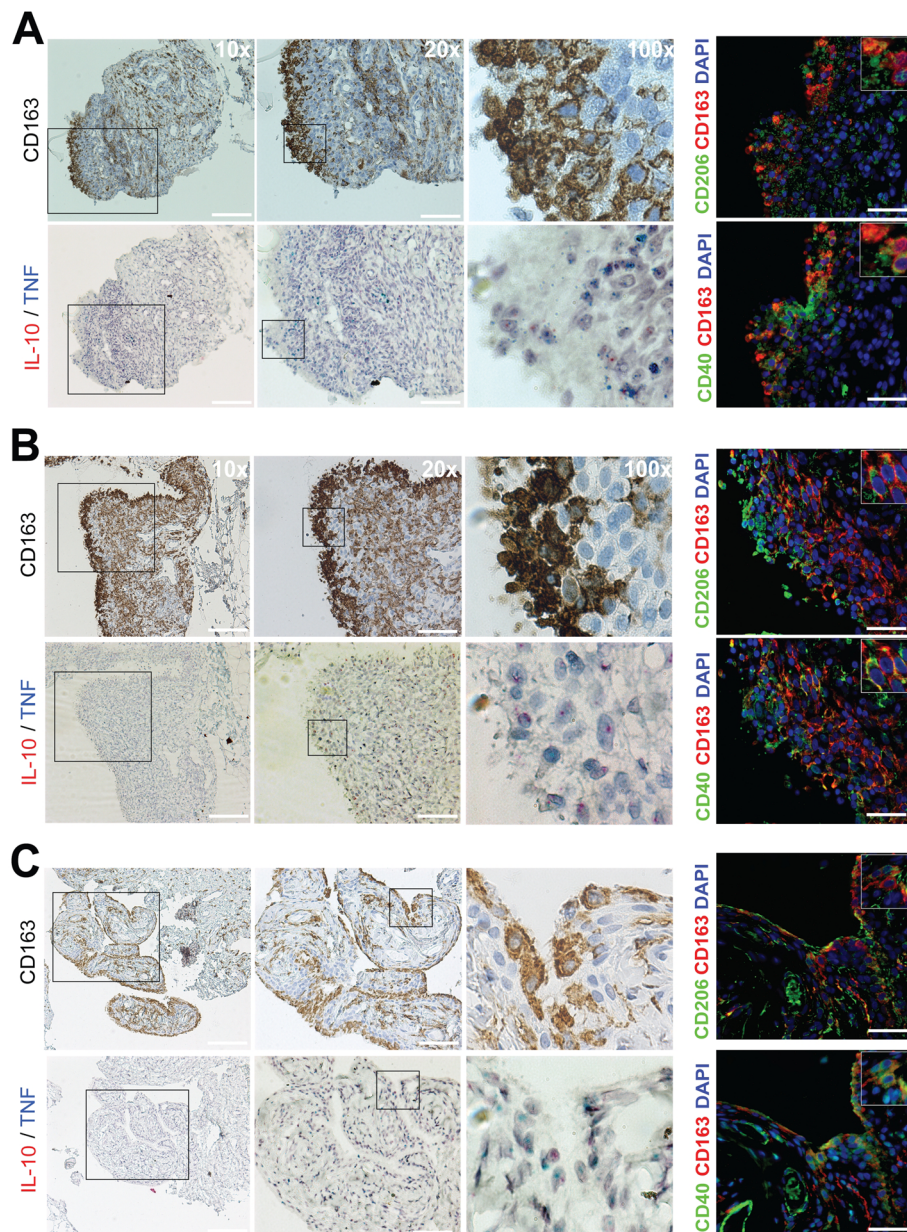 A
10x
20x
100x
CD163
CD206 CD163 DAPI
IL-10 / TNF
CD40 CD163 DAPI
B
10x
20x
100x
CD163
CD206 CD163 DAPI
IL-10 / TNF
CD40 CD163 DAPI
C
CD163
CD206 CD163 DAPI
IL-10 / TNF
CD40 CD163 DAPI